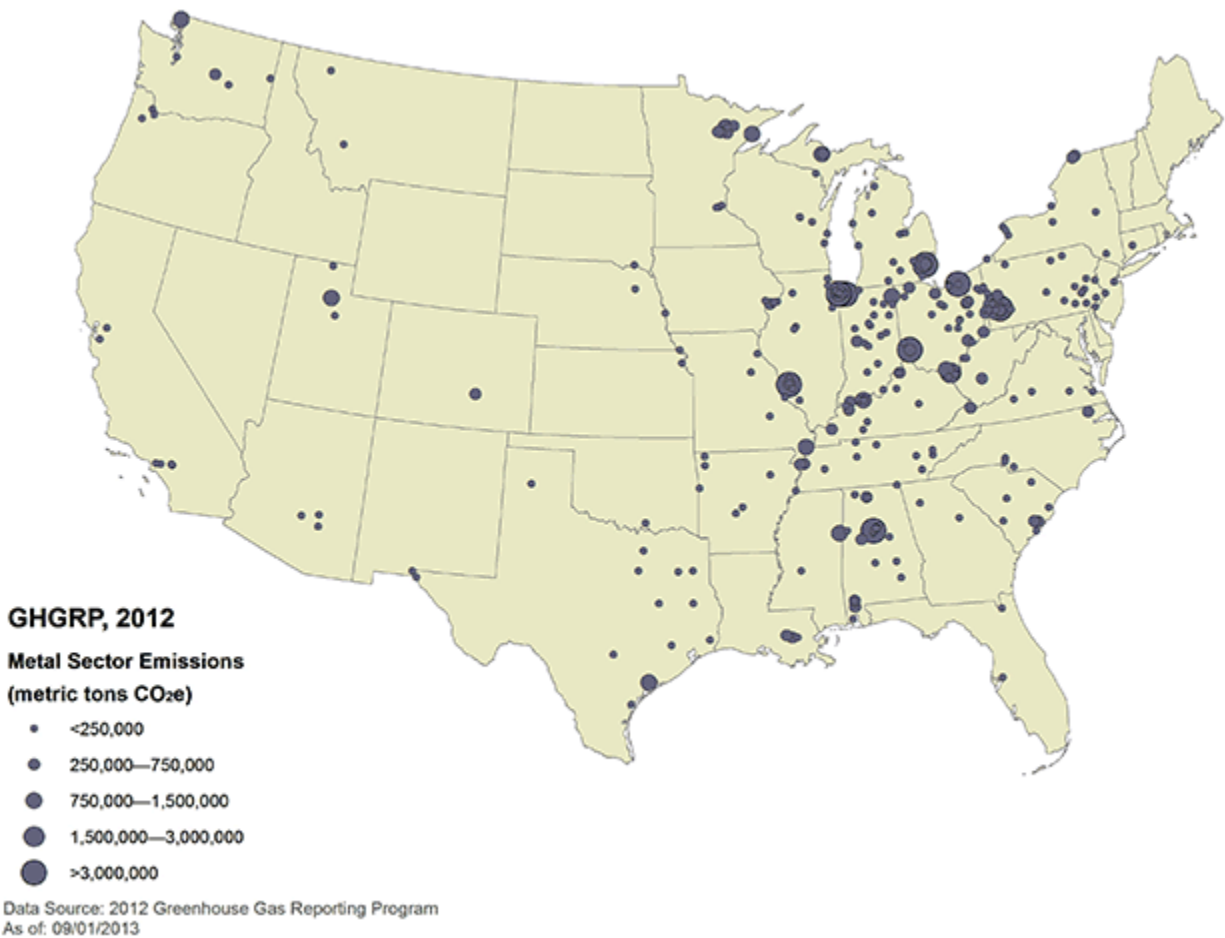 GHGRP, 2012
Metal Sector Emissions
(metric tons CO₂e)
<250,000
250,000—750,000
750,000—1,500,000
1,500,000—3,000,000
>3,000,000
Data Source: 2012 Greenhouse Gas Reporting Program
As of: 09/01/2013